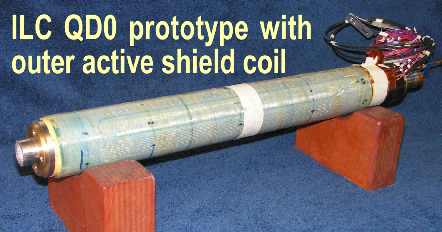 ILC QD0 prototype with
outer active shield coil